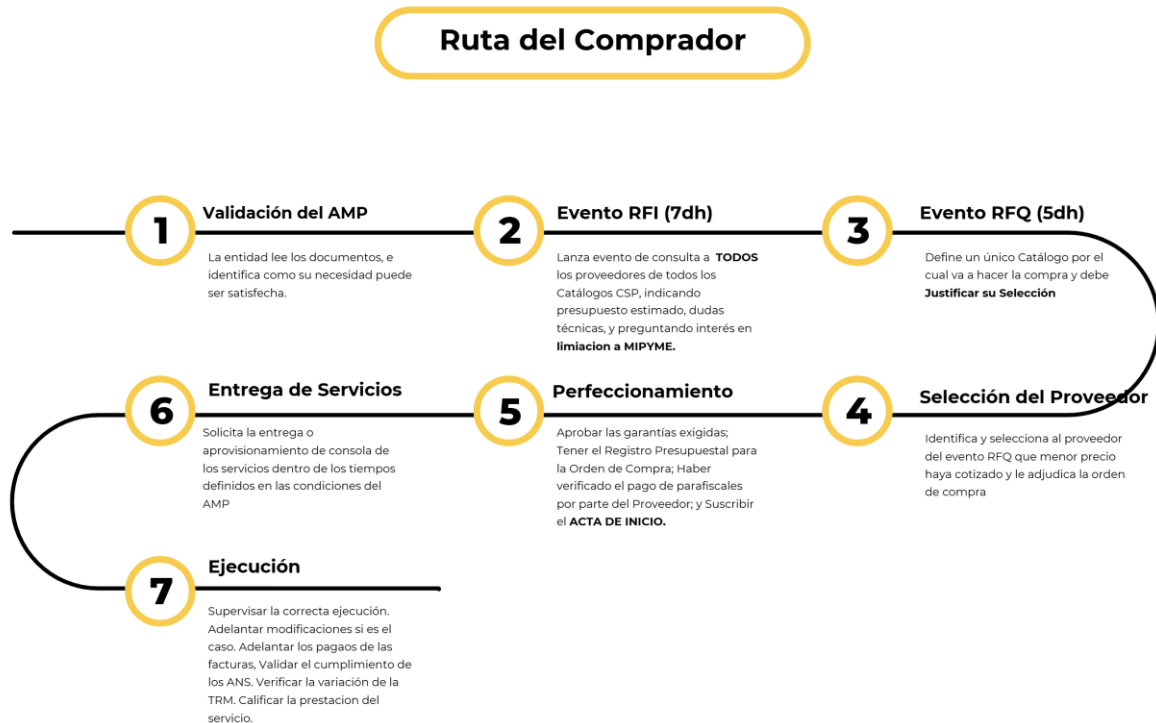 Ruta del Comprador
1
Validación del AMP
La entidad lee los documentos, e
identifica como su necesidad puede
ser satisfecha.
2
Evento RFI (7dh)
Lanza evento de consulta a TODOS
los proveedores de todos los
Catálogos CSP, indicando
presupuesto estimado, dudas
técnicas, y preguntando interés en
limiacion a MIPYME.
3
Evento RFQ (5dh)
Define un único Catálogo por el
cual va a hacer la compra y debe
Justificar su Selección
4
Selección del Proveedor
Identifica y selecciona al proveedor
del evento RFQ que menor precio
haya cotizado y le adjudica la orden
de compra
5
Perfeccionamiento
Aprobar las garantías exigidas;
Tener el Registro Presupuestal para
la Orden de Compra; Haber
verificado el pago de parafiscales
por parte del Proveedor; y Suscribir
el ACTA DE INICIO.
6
Entrega de Servicios
Solicita la entrega o
aprovisionamiento de consola de
los servicios dentro de los tiempos
definidos en las condiciones del
AMP
7
Ejecución
Supervisar la correcta ejecución.
Adelantar modificaciones si es el
caso. Adelantar los pagaos de las
facturas, Validar el cumplimiento de
los ANS. Verificar la variación de la
TRM. Calificar la prestacion del
servicio.